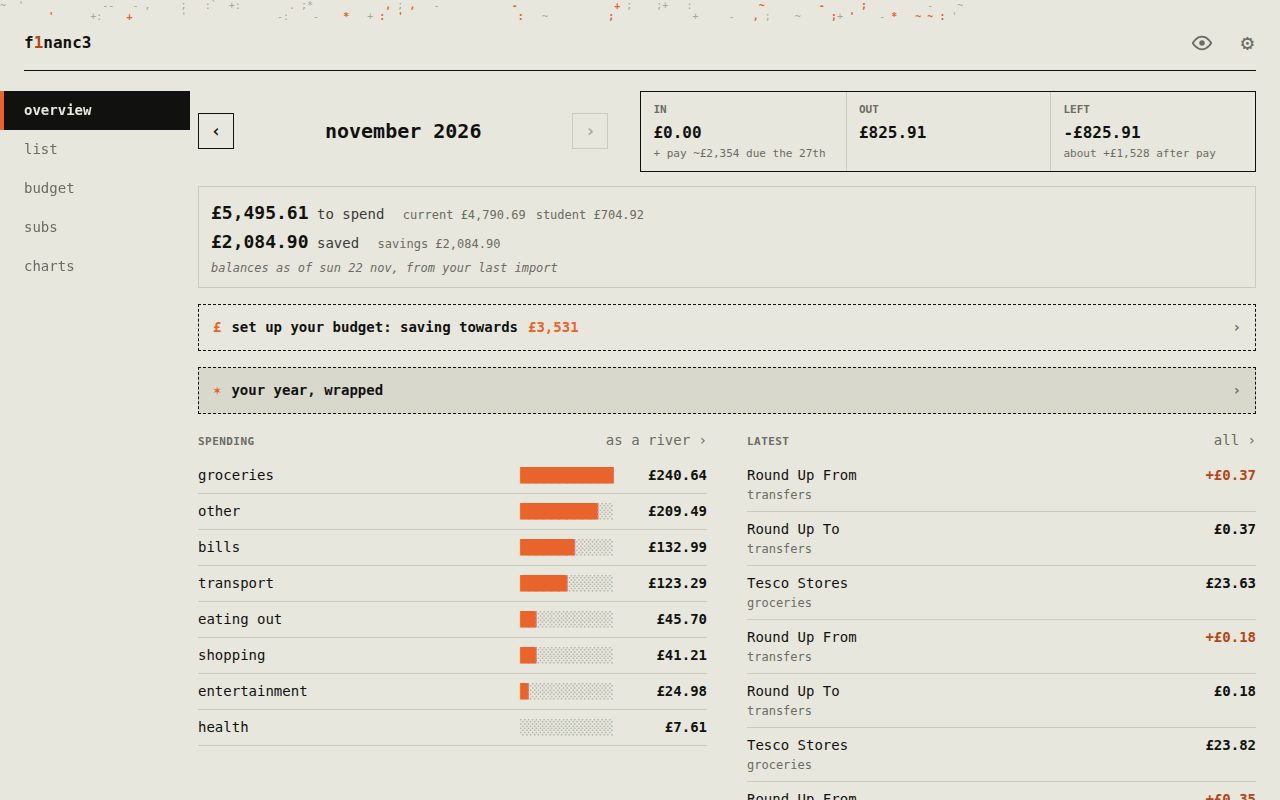 f1nanc3
overview
list
budget
subs
charts
‹
november 2026
›
IN
£0.00
+ pay ~£2,354 due the 27th
OUT
£825.91
LEFT
-£825.91
about +£1,528 after pay
£5,495.61 to spend current £4,790.69 student £704.92
£2,084.90 saved savings £2,084.90
balances as of sun 22 nov, from your last import
£ set up your budget: saving towards £3,531 ›
✶ your year, wrapped ›
SPENDING as a river ›
groceries £240.64
other £209.49
bills £132.99
transport £123.29
eating out £45.70
shopping £41.21
entertainment £24.98
health £7.61
LATEST all ›
Round Up From +£0.37
transfers
Round Up To £0.37
transfers
Tesco Stores £23.63
groceries
Round Up From +£0.18
transfers
Round Up To £0.18
transfers
Tesco Stores £23.82
groceries
Round Up From +£0.35